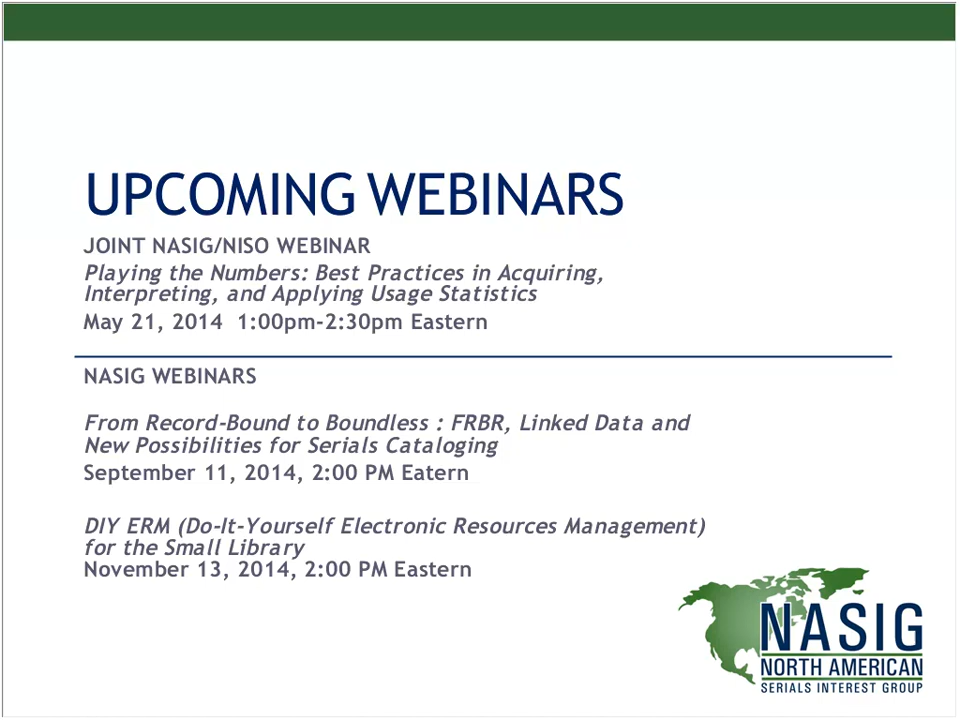 UPCOMING WEBINARS
JOINT NASIG/NISO WEBINAR
Playing the Numbers: Best Practices in Acquiring,
Interpreting, and Applying Usage Statistics
May 21, 2014  1:00pm-2:30pm Eastern
NASIG WEBINARS
From Record-Bound to Boundless : FRBR, Linked Data and
New Possibilities for Serials Cataloging
September 11, 2014, 2:00 PM Eatern
DIY ERM (Do-It-Yourself Electronic Resources Management)
for the Small Library
November 13, 2014, 2:00 PM Eastern
NASIG
NORTH AMERICAN
SERIALS INTEREST GROUP